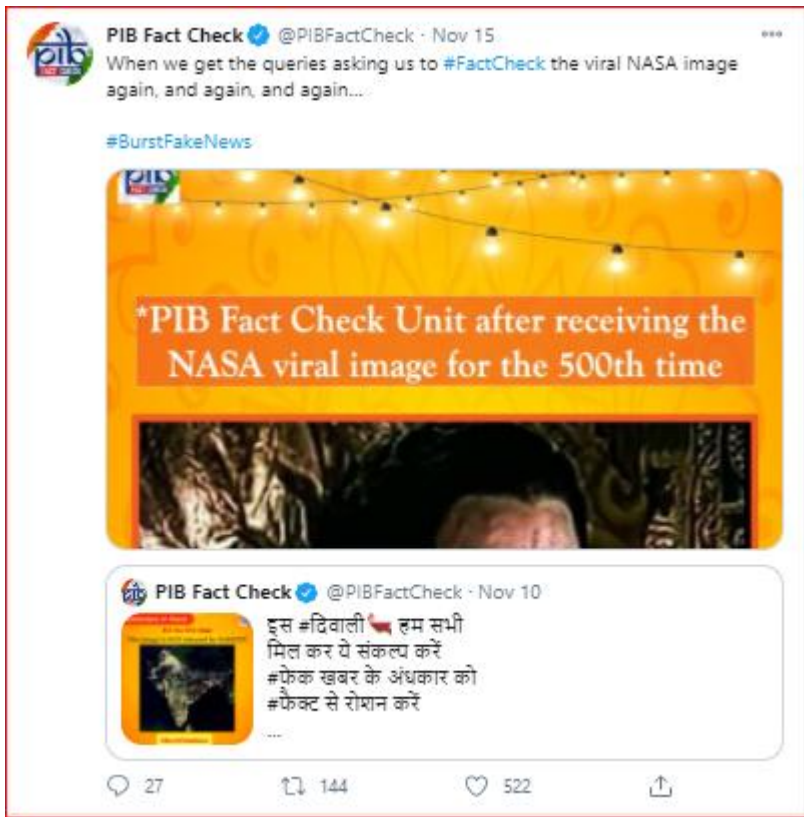 PIB Fact Check @PIBFactCheck · Nov 15
When we get the queries asking us to #FactCheck the viral NASA image
again, and again, and again...
#BurstFakeNews
*PIB Fact Check Unit after receiving the
NASA viral image for the 500th time
PIB Fact Check @PIBFactCheck · Nov 10
इस #दिवाली हम सभी
मिल कर ये संकल्प करें
#फेक खबर के अंधकार को
#फैक्ट से रोशन करें
...
27 144 522